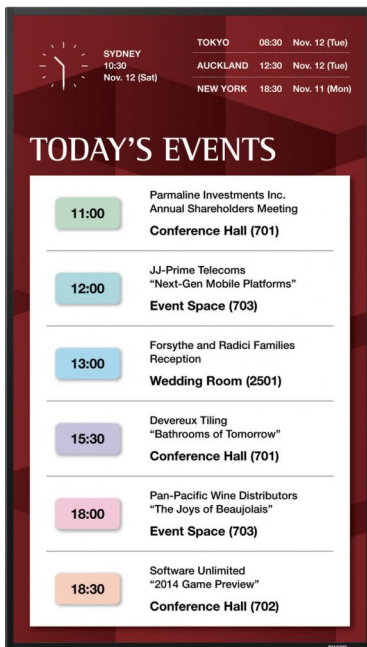 SYDNEY
10:30
Nov. 12 (Sat)
TOKYO 08:30 Nov. 12 (Tue)
AUCKLAND 12:30 Nov. 12 (Tue)
NEW YORK 18:30 Nov. 11 (Mon)
TODAY'S EVENTS
11:00
Parmaline Investments Inc.
Annual Shareholders Meeting
Conference Hall (701)
12:00
JJ-Prime Telecoms
“Next-Gen Mobile Platforms”
Event Space (703)
13:00
Forsythe and Radici Families
Reception
Wedding Room (2501)
15:30
Devereux Tiling
“Bathrooms of Tomorrow”
Conference Hall (701)
18:00
Pan-Pacific Wine Distributors
“The Joys of Beaujolais”
Event Space (703)
18:30
Software Unlimited
“2014 Game Preview”
Conference Hall (702)